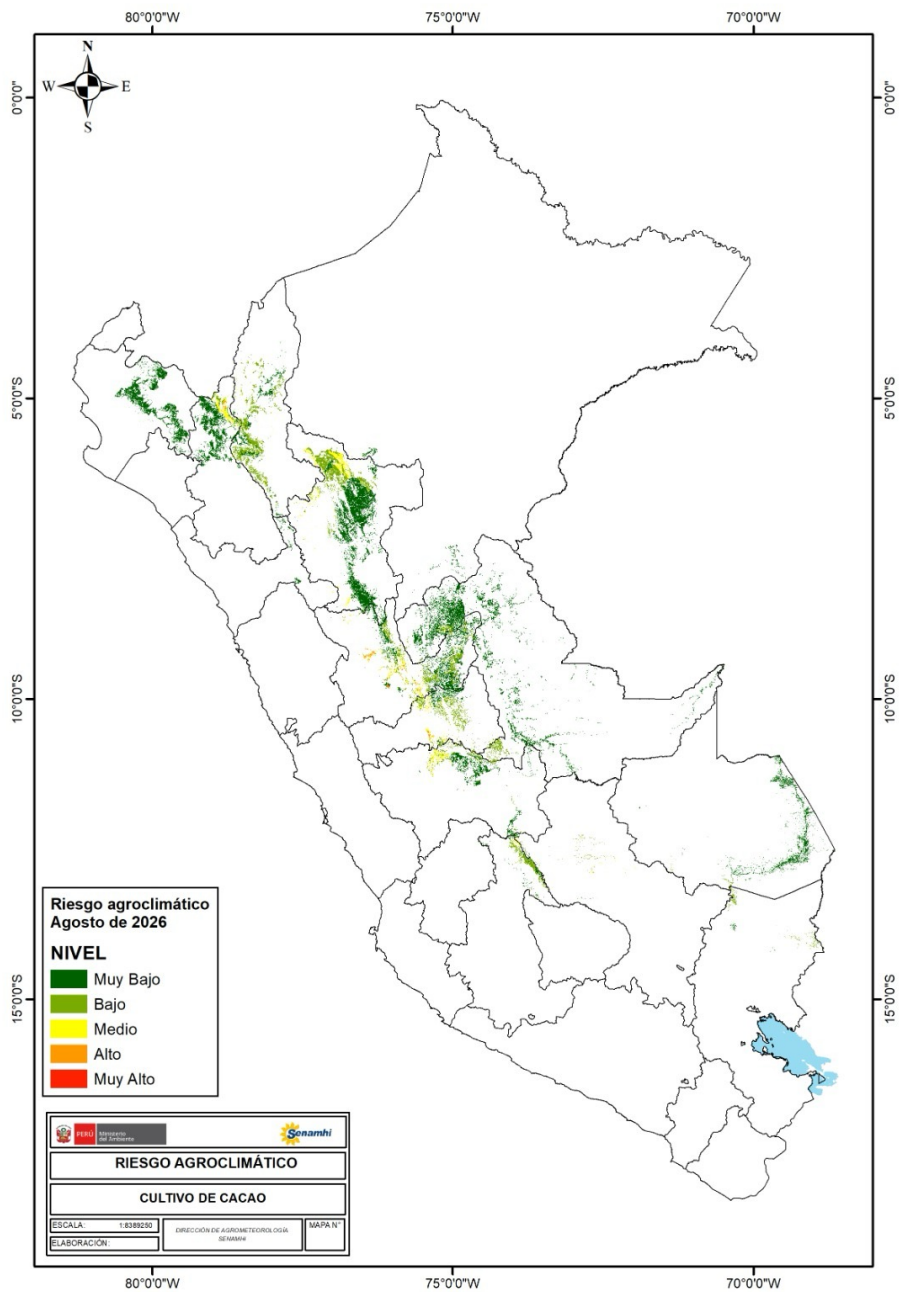 80°0'0"W 75°0'0"W 70°0'0"W
N
W E
S
0°0'0" 0°0'0"
5°0'0"S 5°0'0"S
10°0'0"S 10°0'0"S
15°0'0"S 15°0'0"S
Riesgo agroclimático
Agosto de 2026
NIVEL
Muy Bajo
Bajo
Medio
Alto
Muy Alto
PERÚ Ministerio
del Ambiente
Senamhi
RIESGO AGROCLIMÁTICO
CULTIVO DE CACAO
ESCALA: 1:8389250
ELABORACIÓN:
DIRECCIÓN DE AGROMETEOROLOGÍA
SENAMHI
MAPA N°
80°0'0"W 75°0'0"W 70°0'0"W